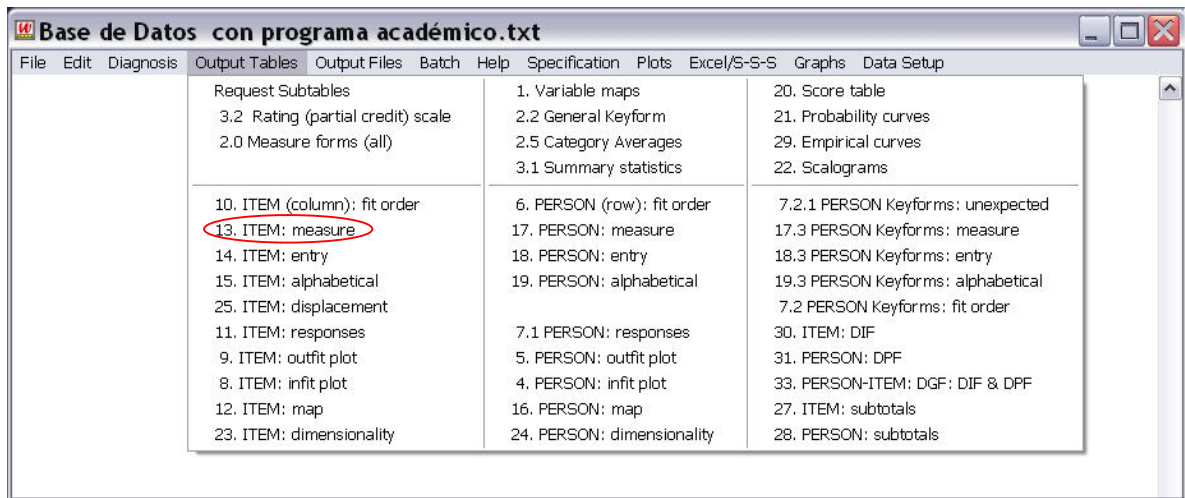 Base de Datos con programa académico.txt
File Edit Diagnosis Output Tables Output Files Batch Help Specification Plots Excel/S-S-S Graphs Data Setup
Request Subtables
3.2 Rating (partial credit) scale
2.0 Measure forms (all)
1. Variable maps
2.2 General Keyform
2.5 Category Averages
3.1 Summary statistics
20. Score table
21. Probability curves
29. Empirical curves
22. Scalograms
10. ITEM (column): fit order
13. ITEM: measure
14. ITEM: entry
15. ITEM: alphabetical
25. ITEM: displacement
11. ITEM: responses
9. ITEM: outfit plot
8. ITEM: infit plot
12. ITEM: map
23. ITEM: dimensionality
6. PERSON (row): fit order
17. PERSON: measure
18. PERSON: entry
19. PERSON: alphabetical
7.1 PERSON: responses
5. PERSON: outfit plot
4. PERSON: infit plot
16. PERSON: map
24. PERSON: dimensionality
7.2.1 PERSON Keyforms: unexpected
17.3 PERSON Keyforms: measure
18.3 PERSON Keyforms: entry
19.3 PERSON Keyforms: alphabetical
7.2 PERSON Keyforms: fit order
30. ITEM: DIF
31. PERSON: DPF
33. PERSON-ITEM: DGF: DIF & DPF
27. ITEM: subtotals
28. PERSON: subtotals